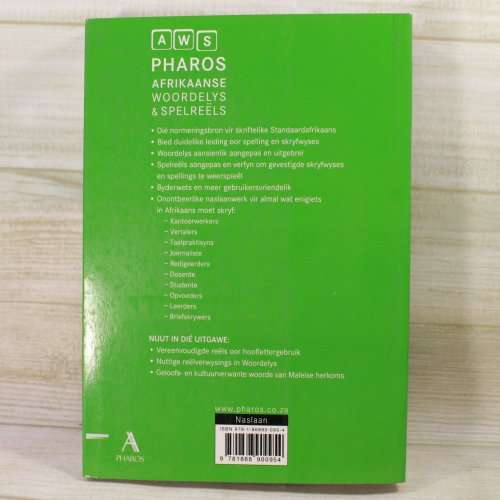 AWS
PHAROS
AFRIKAANSE
WOORDELYS
& SPELREËLS
• Dié normeringsbron vir skriftelike Standaardafrikaans
• Bied duidelike leiding oor spelling en skryfwyses
• Woordelys aansienlik aangepas en uitgebrei
• Spelreëls aangepas en verfyn om gevestigde skryfwyses
en spellings te weerspieël
• Byderwets en meer gebruikersvriendelik
• Onontbeerlike naslaanwerk vir almal wat enigiets
in Afrikaans moet skryf:
– Kantoorwerkers
– Vertalers
– Taalpraktisyns
– Joernaliste
– Redigeerders
– Dosente
– Studente
– Opvoeders
– Leerders
– Briefskrywers
NUUT IN DIÉ UITGAWE:
• Vereenvoudigde reëls oor hooflettergebruik
• Nuttige reëlverwysings in Woordelys
• Geloofs- en kultuurverwante woorde van Maleise herkoms
www.pharos.co.za
Naslaan
9 781868 900954
PHAROS